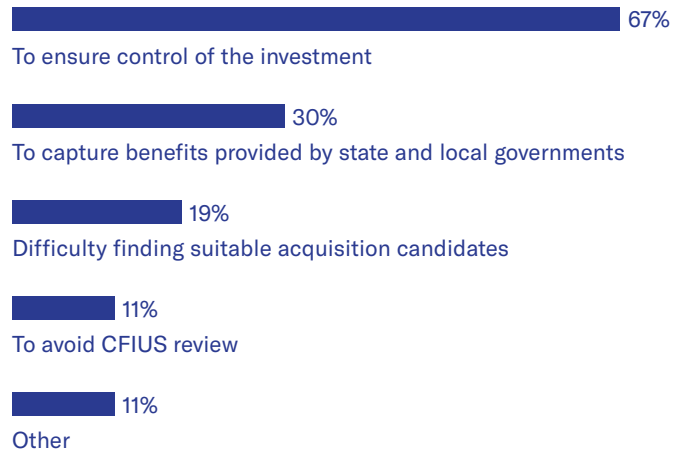 67%
To ensure control of the investment
30%
To capture benefits provided by state and local governments
19%
Difficulty finding suitable acquisition candidates
11%
To avoid CFIUS review
11%
Other